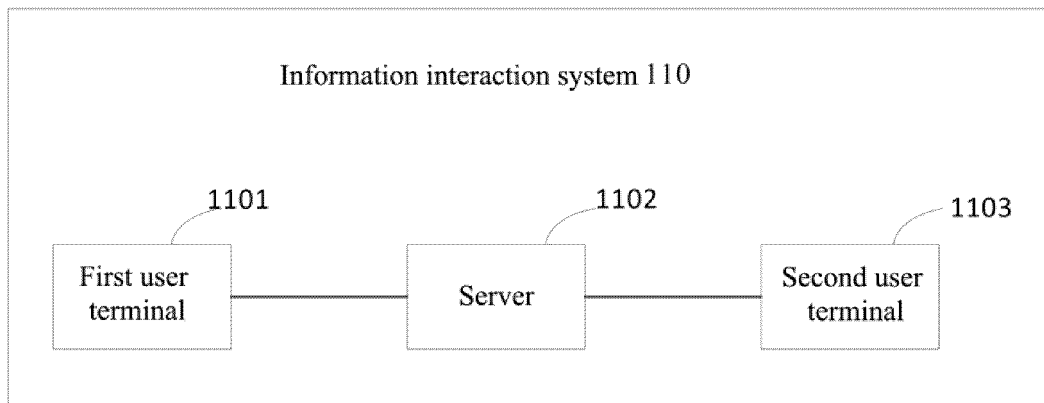 Information interaction system 110
1101
1102
1103
First user
terminal
Server
Second user
terminal